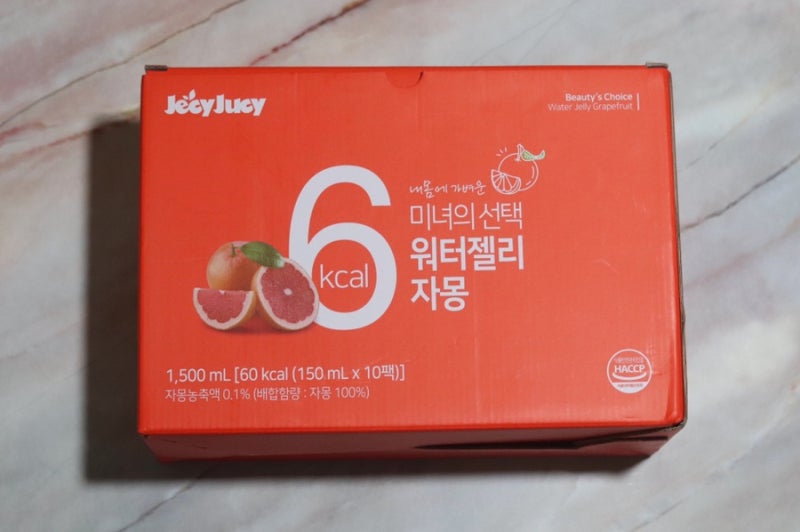 JecyJucy
Beauty's Choice
Water Jelly Grapefruit
6
kcal
내 몸에 가벼운
미녀의 선택
워터젤리
자몽
1,500 mL [60 kcal (150 mL x 10팩)]
자몽농축액 0.1% (배합함량 : 자몽 100%)
HACCP